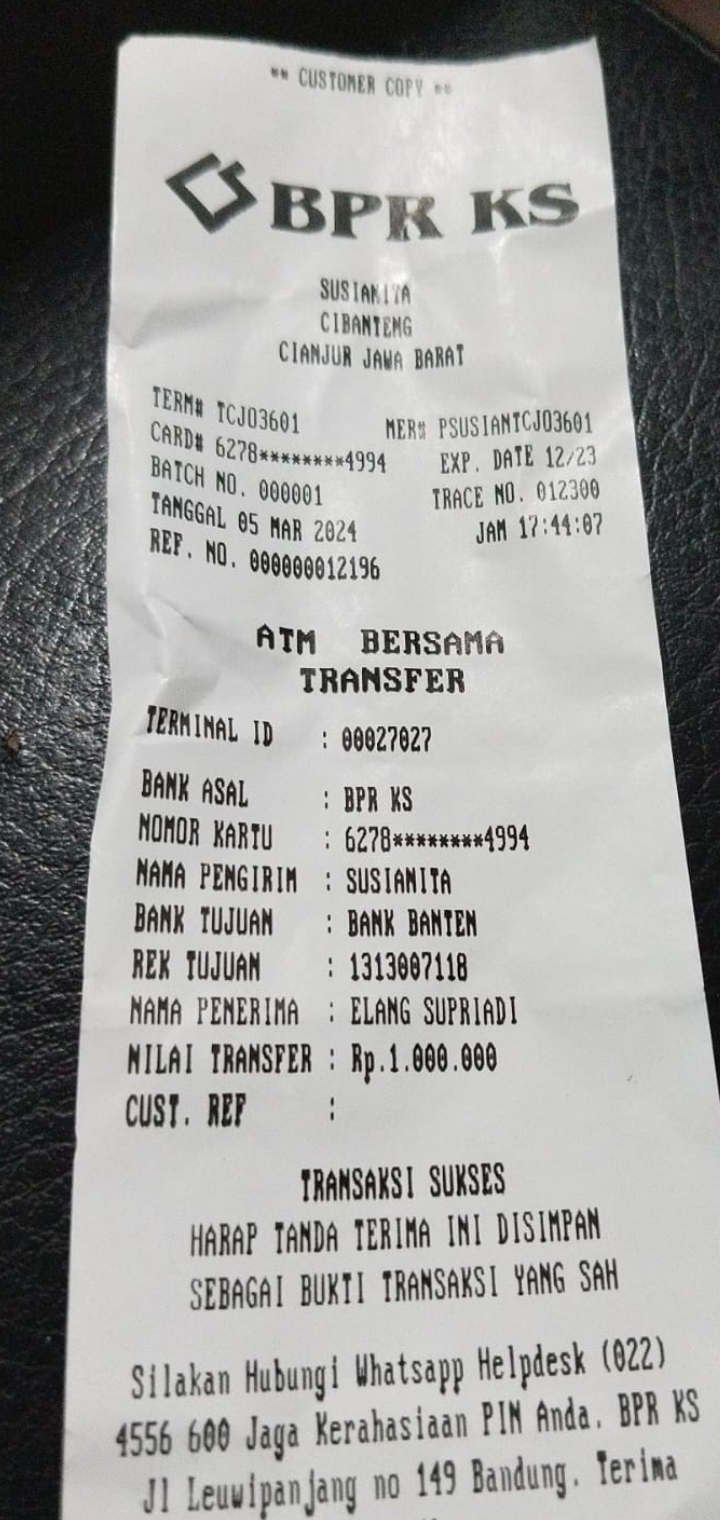 ** CUSTOMER COPY **
BPR KS
SUSIANITA
CIBANTENG
CIANJUR JAWA BARAT
TERM# TCJ03601 MER# PSUSIANTCJ03601
CARD# 6278********4994 EXP. DATE 12/23
BATCH NO. 000001 TRACE NO. 012300
TANGGAL 05 MAR 2024 JAM 17:44:07
REF. NO. 000000012196
ATM BERSAMA
TRANSFER
TERMINAL ID : 00027027
BANK ASAL : BPR KS
NOMOR KARTU : 6278********4994
NAMA PENGIRIM : SUSIANITA
BANK TUJUAN : BANK BANTEN
REK TUJUAN : 1313007118
NAMA PENERIMA : ELANG SUPRIADI
NILAI TRANSFER : Rp.1.000.000
CUST. REF :
TRANSAKSI SUKSES
HARAP TANDA TERIMA INI DISIMPAN
SEBAGAI BUKTI TRANSAKSI YANG SAH
Silakan Hubungi Whatsapp Helpdesk (022)
4556 600 Jaga Kerahasiaan PIN Anda. BPR KS
Jl Leuwipanjang no 149 Bandung. Terima